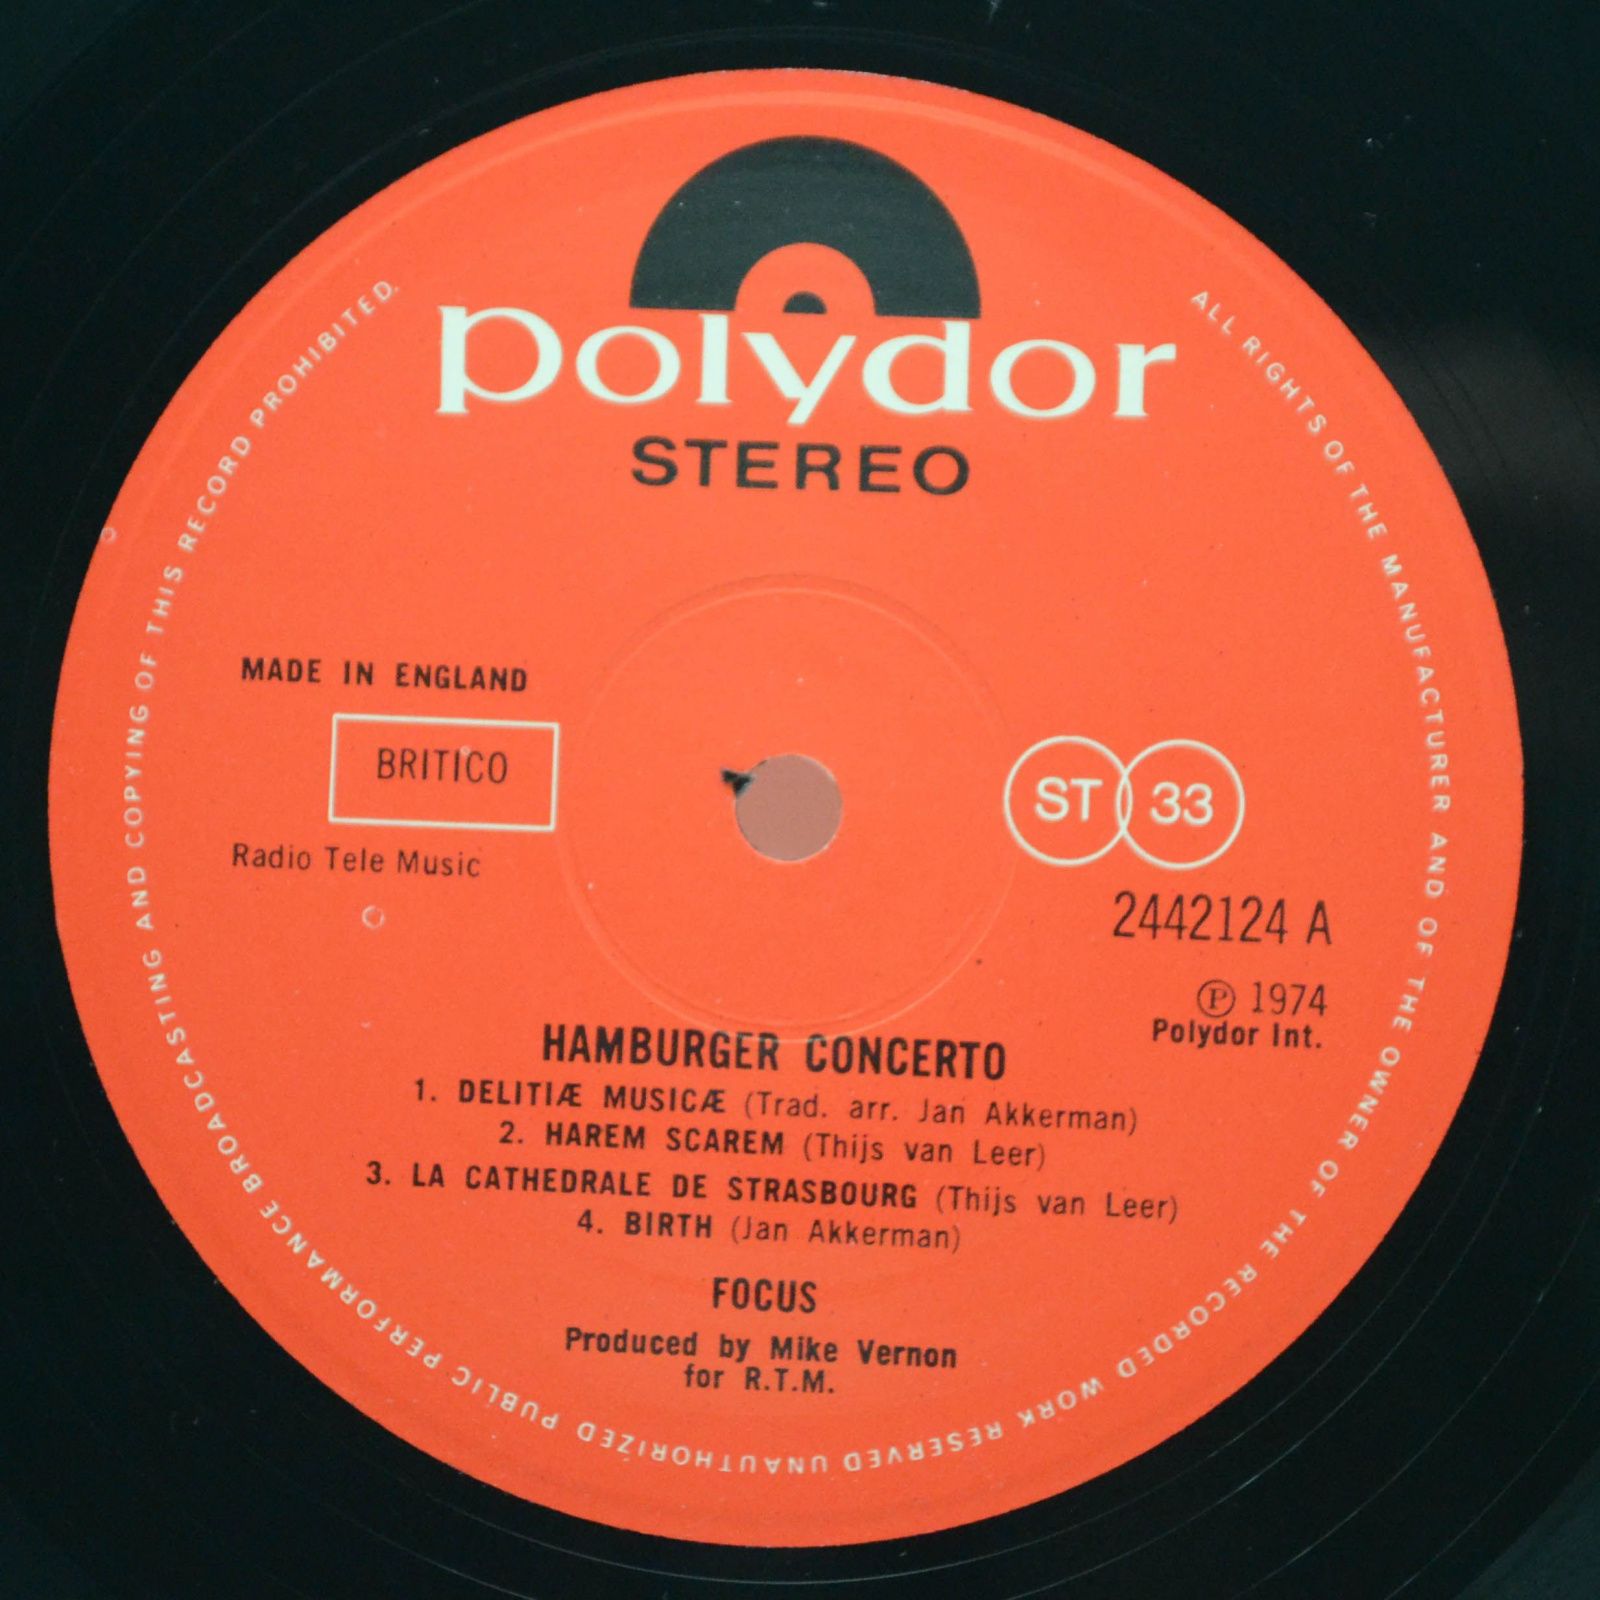 polydor
STEREO
MADE IN ENGLAND
BRITICO
Radio Tele Music
ST 33
2442124 A
Ⓟ 1974
Polydor Int.
HAMBURGER CONCERTO
1. DELITIÆ MUSICÆ (Trad. arr. Jan Akkerman)
2. HAREM SCAREM (Thijs van Leer)
3. LA CATHEDRALE DE STRASBOURG (Thijs van Leer)
4. BIRTH (Jan Akkerman)
FOCUS
Produced by Mike Vernon
for R.T.M.
ALL RIGHTS OF THE MANUFACTURER AND OF THE OWNER OF THE RECORDED WORK RESERVED UNAUTHORIZED PUBLIC PERFORMANCE BROADCASTING AND COPYING OF THIS RECORD PROHIBITED.